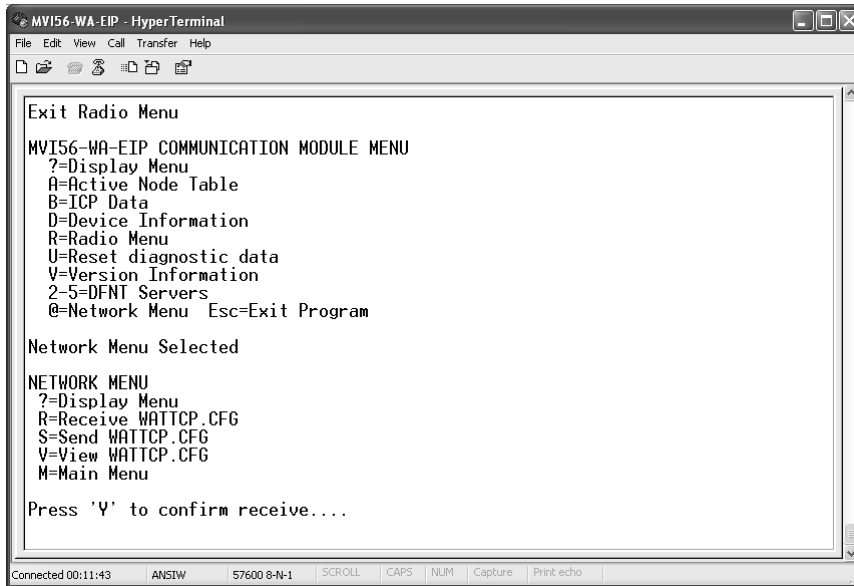 MVI56-WA-EIP - HyperTerminal
File Edit View Call Transfer Help
Exit Radio Menu
MVI56-WA-EIP COMMUNICATION MODULE MENU
?=Display Menu
A=Active Node Table
B=ICP Data
D=Device Information
R=Radio Menu
U=Reset diagnostic data
V=Version Information
2-5=DFNT Servers
@=Network Menu Esc=Exit Program
Network Menu Selected
NETWORK MENU
?=Display Menu
R=Receive WATTCP.CFG
S=Send WATTCP.CFG
V=View WATTCP.CFG
M=Main Menu
Press 'Y' to confirm receive....
Connected 00:11:43 ANSIW 57600 8-N-1 SCROLL CAPS NUM Capture Print echo